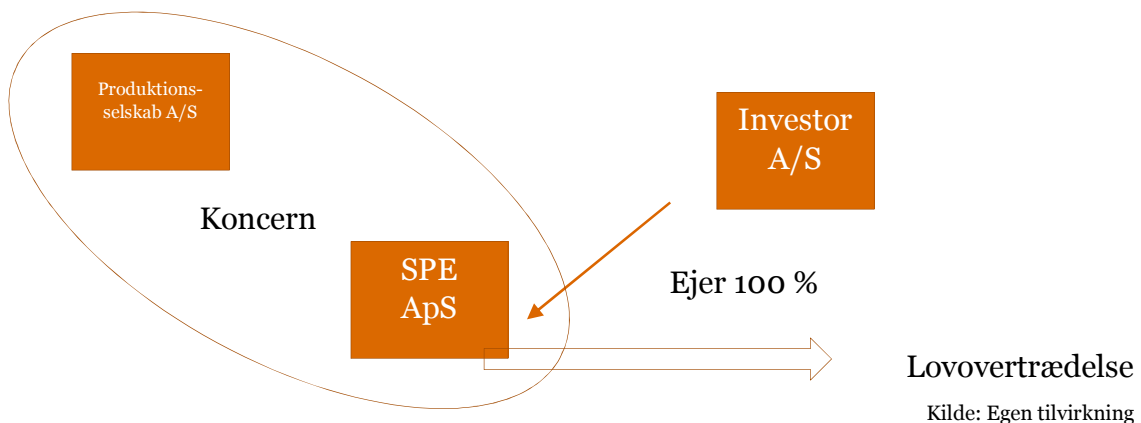 Produktions-
selskab A/S
Investor
A/S
Koncern
SPE
ApS
Ejer 100 %
Lovovertrædelse
Kilde: Egen tilvirkning